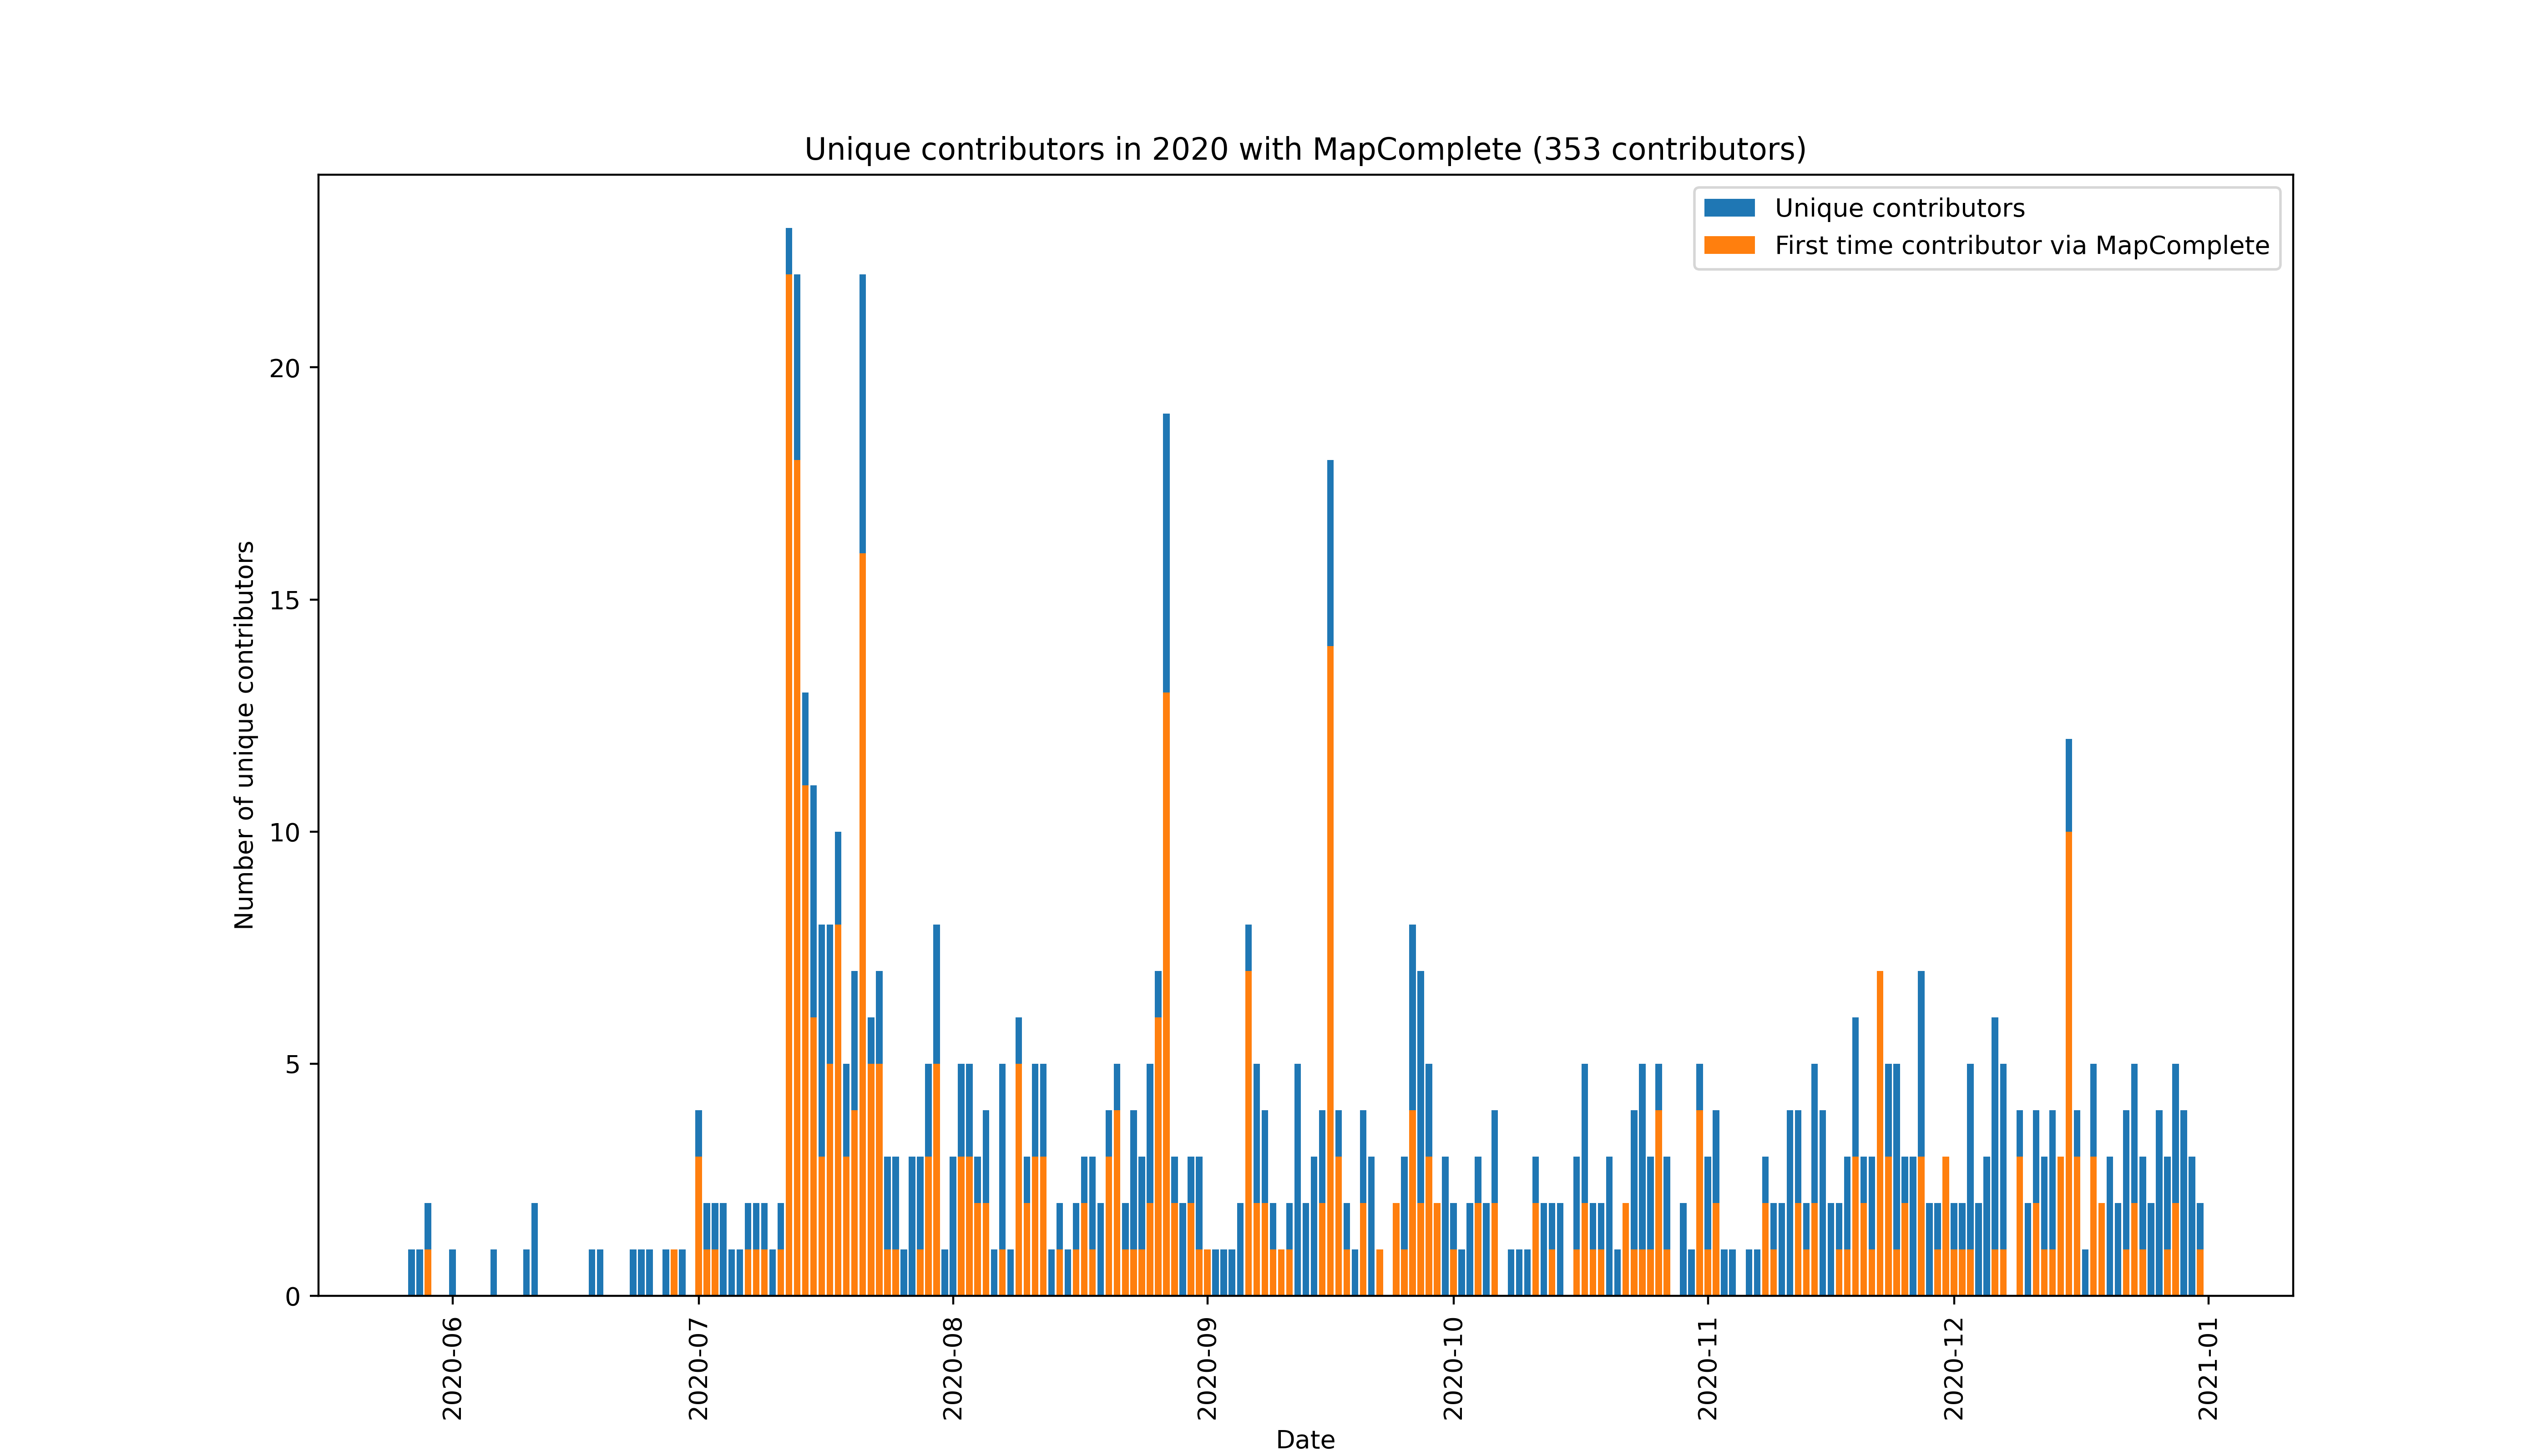 Unique contributors in 2020 with MapComplete (353 contributors)
Unique contributors
First time contributor via MapComplete
Number of unique contributors
20
15
10
5
0
2020-06
2020-07
2020-08
2020-09
2020-10
2020-11
2020-12
2021-01
Date